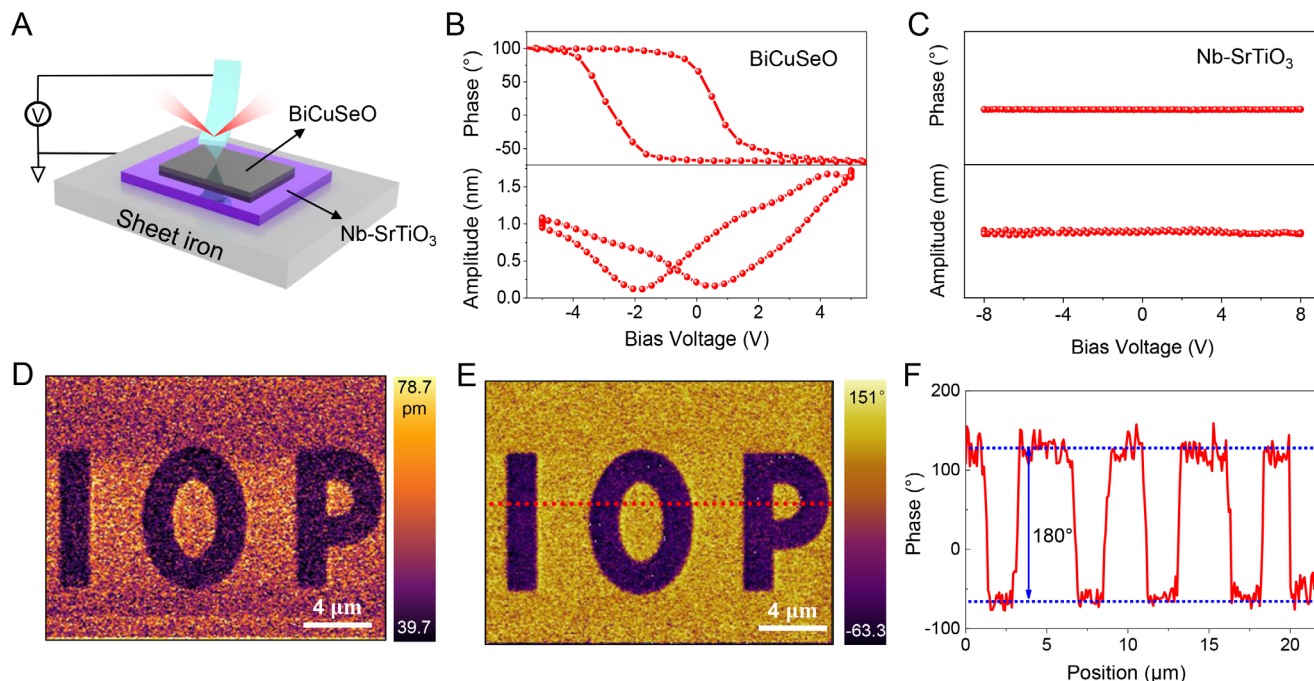 A
V
BiCuSeO
Nb-SrTiO3
Sheet iron
B
BiCuSeO
Phase (°)
100
50
0
-50
Amplitude (nm)
1.5
1.0
0.5
0.0
-4
-2
0
2
4
Bias Voltage (V)
C
Nb-SrTiO3
Phase (°)
Amplitude (nm)
-8
-4
0
4
8
Bias Voltage (V)
D
IOP
4 μm
78.7
pm
39.7
E
IOP
4 μm
151°
-63.3
F
Phase (°)
200
100
0
-100
180°
0
5
10
15
20
Position (μm)